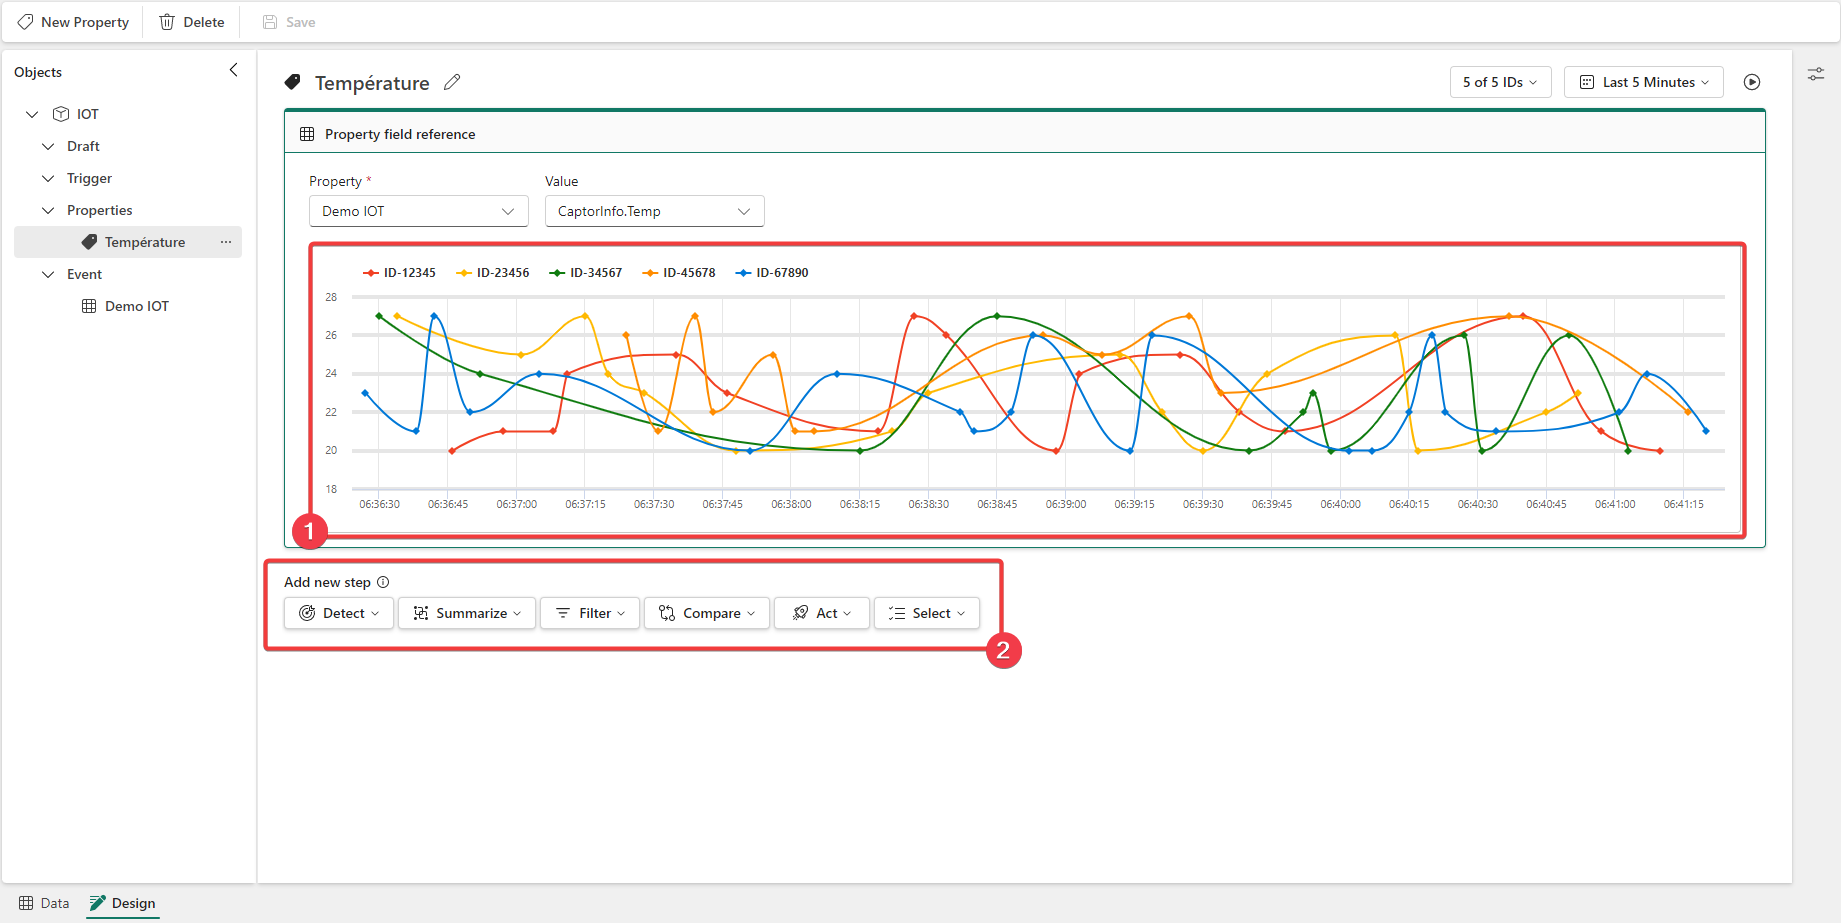 New Property Delete Save
Objects
IOT
Draft
Trigger
Properties
Température ...
Event
Demo IOT
Température 5 of 5 IDs Last 5 Minutes
Property field reference
Property * Value
Demo IOT CaptorInfo.Temp
ID-12345 ID-23456 ID-34567 ID-45678 ID-67890
28
26
24
22
20
18
06:36:30 06:36:45 06:37:00 06:37:15 06:37:30 06:37:45 06:38:00 06:38:15 06:38:30 06:38:45 06:39:00 06:39:15 06:39:30 06:39:45 06:40:00 06:40:15 06:40:30 06:40:45 06:41:00 06:41:15
1
Add new step
Detect Summarize Filter Compare Act Select
2
Data Design